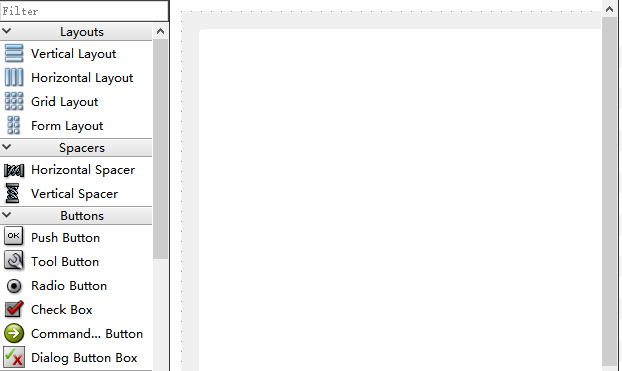 Filter
Layouts
Vertical Layout
Horizontal Layout
Grid Layout
Form Layout
Spacers
Horizontal Spacer
Vertical Spacer
Buttons
OK
Push Button
Tool Button
Radio Button
Check Box
Command... Button
Dialog Button Box